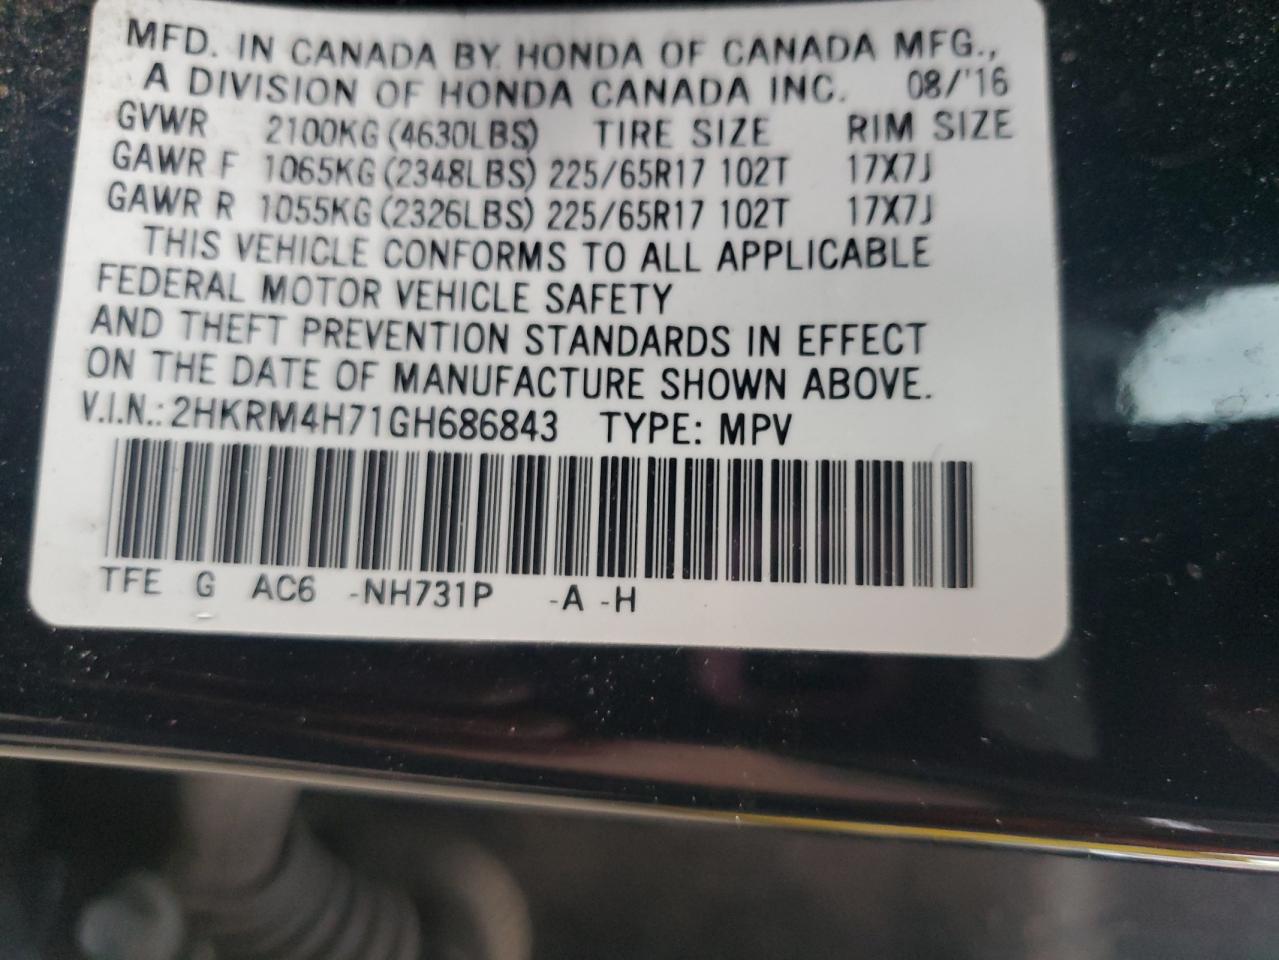 MFD. IN CANADA BY HONDA OF CANADA MFG.,
A DIVISION OF HONDA CANADA INC. 08/'16
GVWR 2100KG (4630LBS) TIRE SIZE RIM SIZE
GAWR F 1065KG (2348LBS) 225/65R17 102T 17X7J
GAWR R 1055KG (2326LBS) 225/65R17 102T 17X7J
THIS VEHICLE CONFORMS TO ALL APPLICABLE
FEDERAL MOTOR VEHICLE SAFETY
AND THEFT PREVENTION STANDARDS IN EFFECT
ON THE DATE OF MANUFACTURE SHOWN ABOVE.
V.I.N.: 2HKRM4H71GH686843 TYPE: MPV
TFE G AC6 -NH731P -A -H